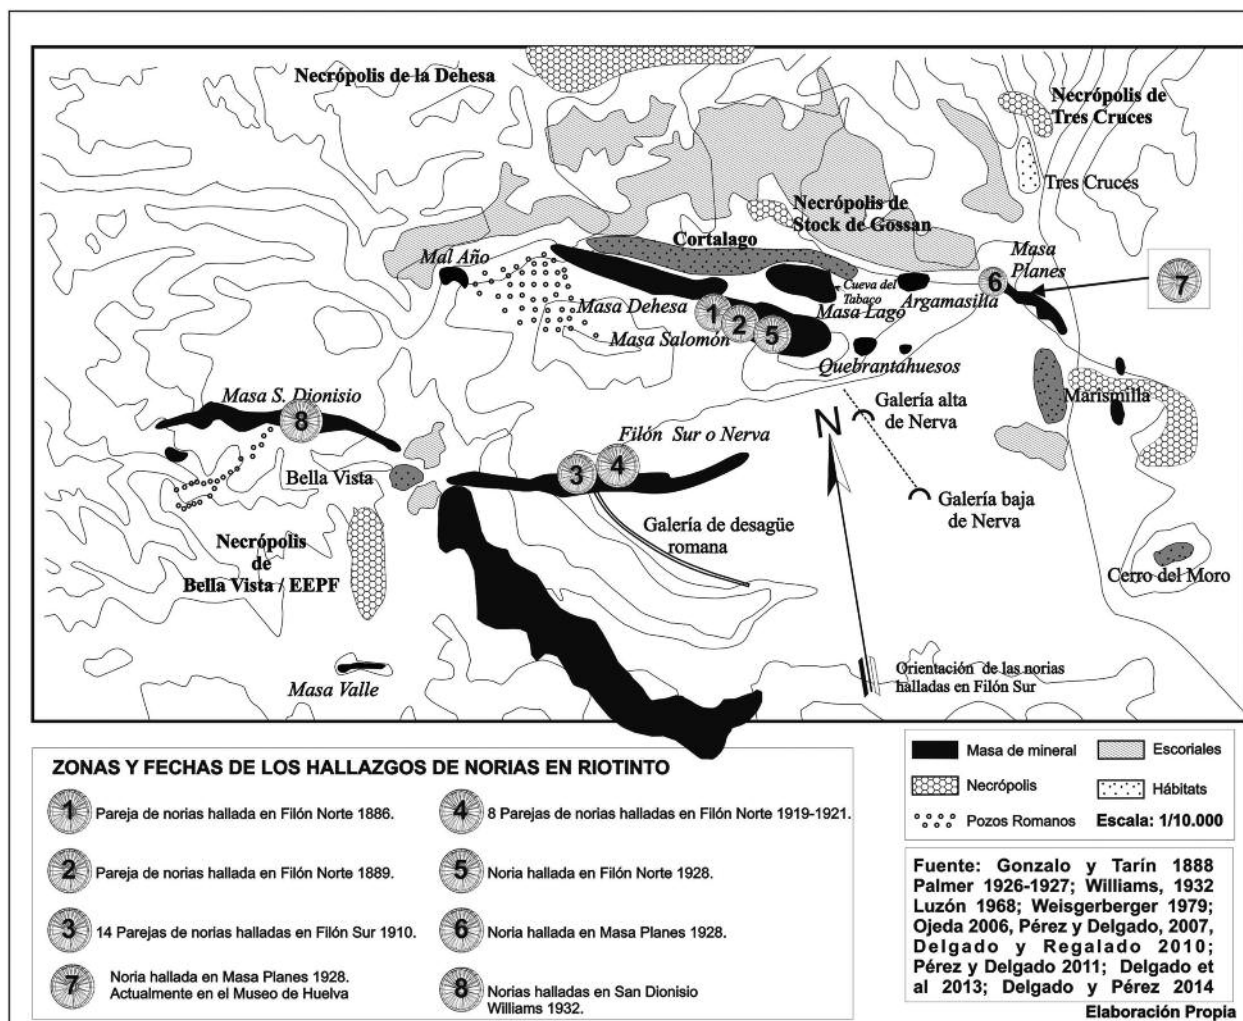 Necrópolis de la Dehesa
Necrópolis de
Tres Cruces
Tres Cruces
Necrópolis de
Stock de Gossan
Cortalago
Mal Año
Masa
Planes
6
7
Cueva del
Tabaco
Argamasilla
Masa Dehesa
Masa Lago
1
2
5
Masa Salomón
Quebrantahuesos
Masa S. Dionisio
8
Galería alta
de Nerva
Marismilla
N
Filón Sur o Nerva
3
4
Bella Vista
Galería baja
de Nerva
Galería de desagüe
romana
Necrópolis
de
Bella Vista / EEPF
Cerro del Moro
Masa Valle
Orientación de las norias
halladas en Filón Sur
ZONAS Y FECHAS DE LOS HALLAZGOS DE NORIAS EN RIOTINTO
1 Pareja de norias hallada en Filón Norte 1886.
2 Pareja de norias hallada en Filón Norte 1889.
3 14 Parejas de norias halladas en Filón Sur 1910.
7 Noria hallada en Masa Planes 1928.
Actualmente en el Museo de Huelva
4 8 Parejas de norias halladas en Filón Norte 1919-1921.
5 Noria hallada en Filón Norte 1928.
6 Noria hallada en Masa Planes 1928.
8 Norias halladas en San Dionisio
Williams 1932.
Masa de mineral
Escoriales
Necrópolis
Hábitats
Pozos Romanos
Escala: 1/10.000
Fuente: Gonzalo y Tarín 1888
Palmer 1926-1927; Williams, 1932
Luzón 1968; Weisgerberger 1979;
Ojeda 2006, Pérez y Delgado, 2007,
Delgado y Regalado 2010;
Pérez y Delgado 2011; Delgado et
al 2013; Delgado y Pérez 2014
Elaboración Propia